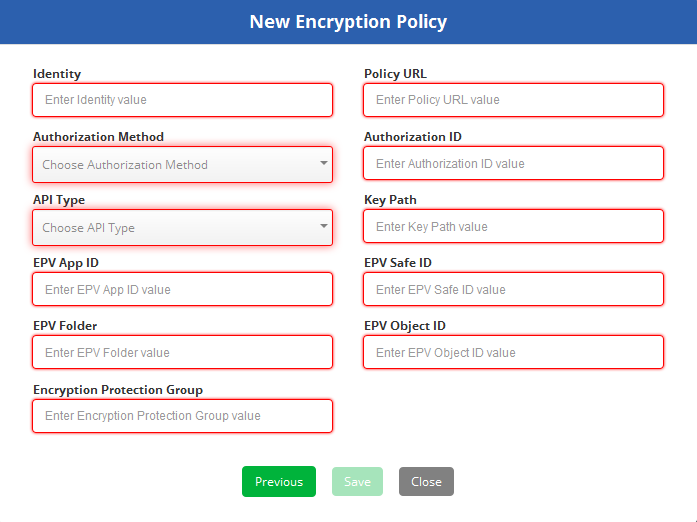 New Encryption Policy
Identity
Policy URL
Enter Identity value
Enter Policy URL value
Authorization Method
Authorization ID
Choose Authorization Method
Enter Authorization ID value
API Type
Key Path
Choose API Type
Enter Key Path value
EPV App ID
EPV Safe ID
Enter EPV App ID value
Enter EPV Safe ID value
EPV Folder
EPV Object ID
Enter EPV Folder value
Enter EPV Object ID value
Encryption Protection Group
Enter Encryption Protection Group value
Previous
Save
Close